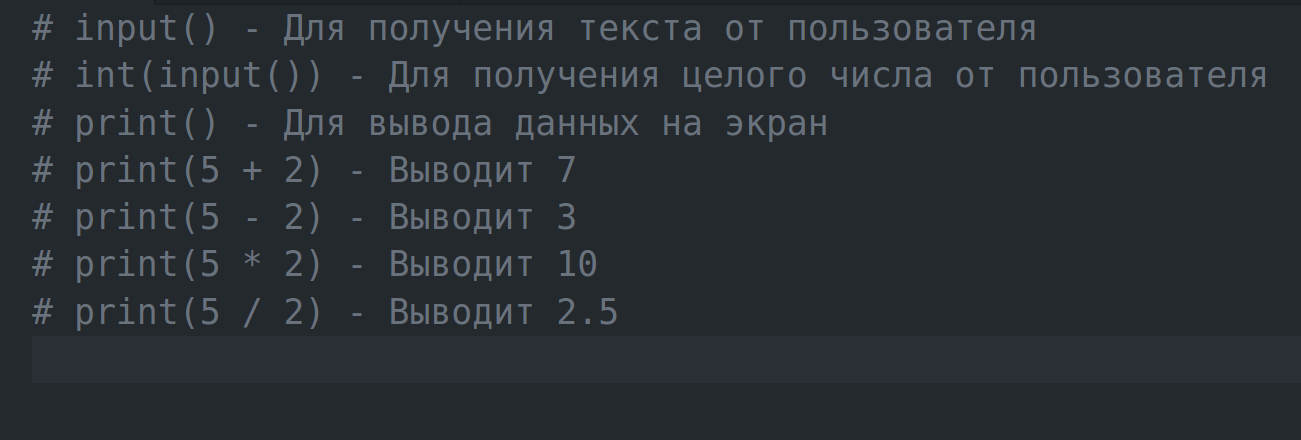 # input() - Для получения текста от пользователя
# int(input()) - Для получения целого числа от пользователя
# print() - Для вывода данных на экран
# print(5 + 2) - Выводит 7
# print(5 - 2) - Выводит 3
# print(5 * 2) - Выводит 10
# print(5 / 2) - Выводит 2.5